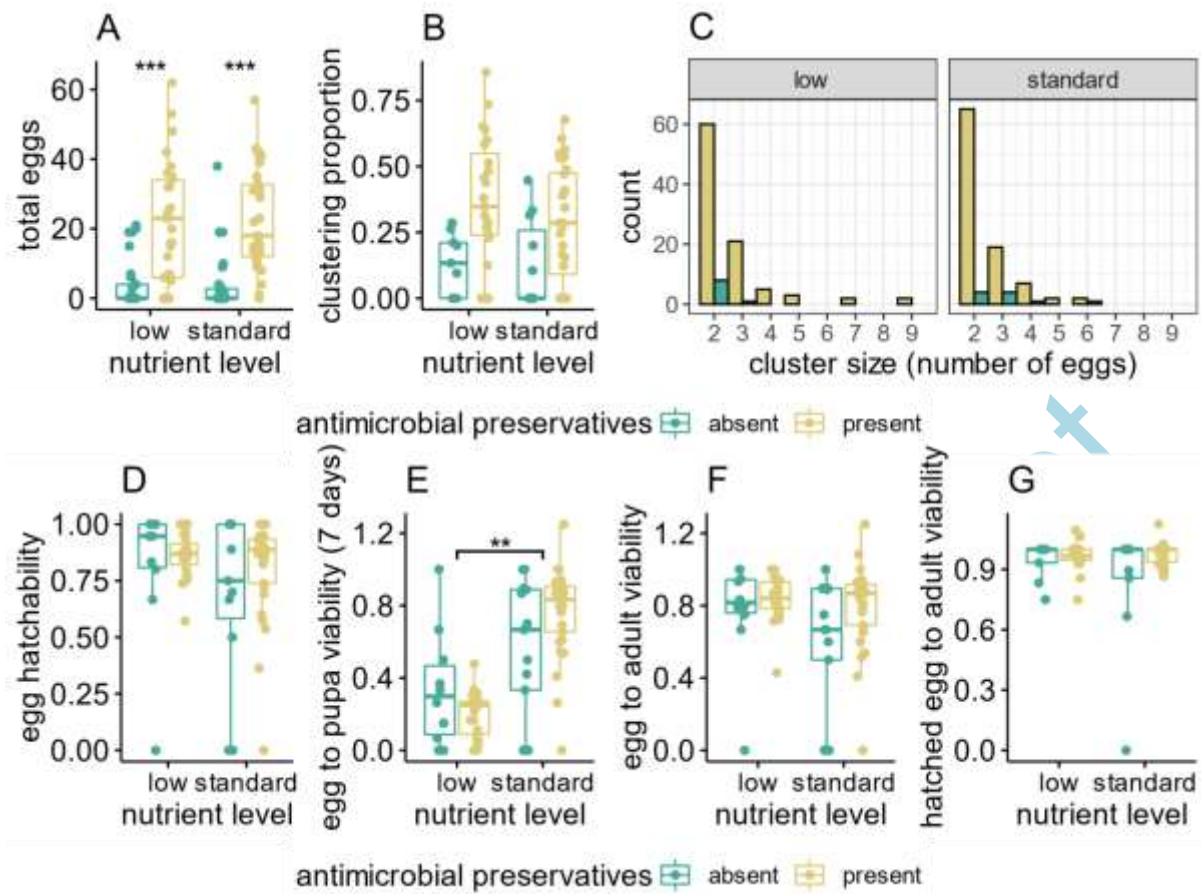 A
B
C
total eggs
60
40
20
0
***
***
low
standard
nutrient level
clustering proportion
0.75
0.50
0.25
0.00
low
standard
nutrient level
low
standard
count
60
40
20
0
2 3 4 5 6 7 8 9
2 3 4 5 6 7 8 9
cluster size (number of eggs)
antimicrobial preservatives absent present
D
E
F
G
egg hatchability
1.00
0.75
0.50
0.25
0.00
low
standard
nutrient level
egg to pupa viability (7 days)
1.2
0.8
0.4
0.0
**
low
standard
nutrient level
egg to adult viability
1.2
0.8
0.4
0.0
low
standard
nutrient level
hatched egg to adult viability
0.9
0.6
0.3
0.0
low
standard
nutrient level
antimicrobial preservatives absent present